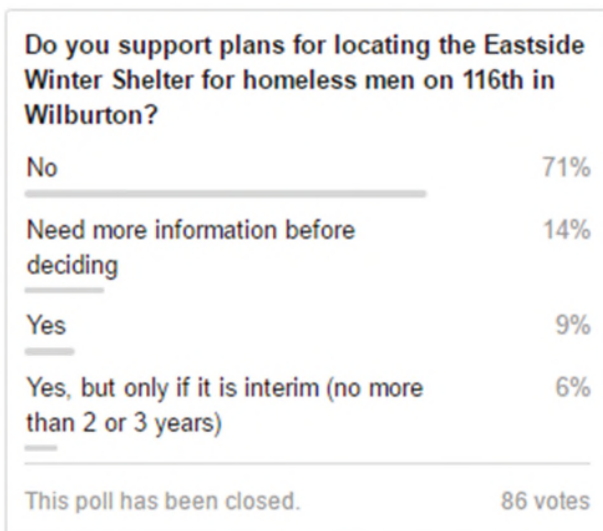 Do you support plans for locating the Eastside
Winter Shelter for homeless men on 116th in
Wilburton?
No 71%
Need more information before 14%
deciding
Yes 9%
Yes, but only if it is interim (no more 6%
than 2 or 3 years)
This poll has been closed. 86 votes